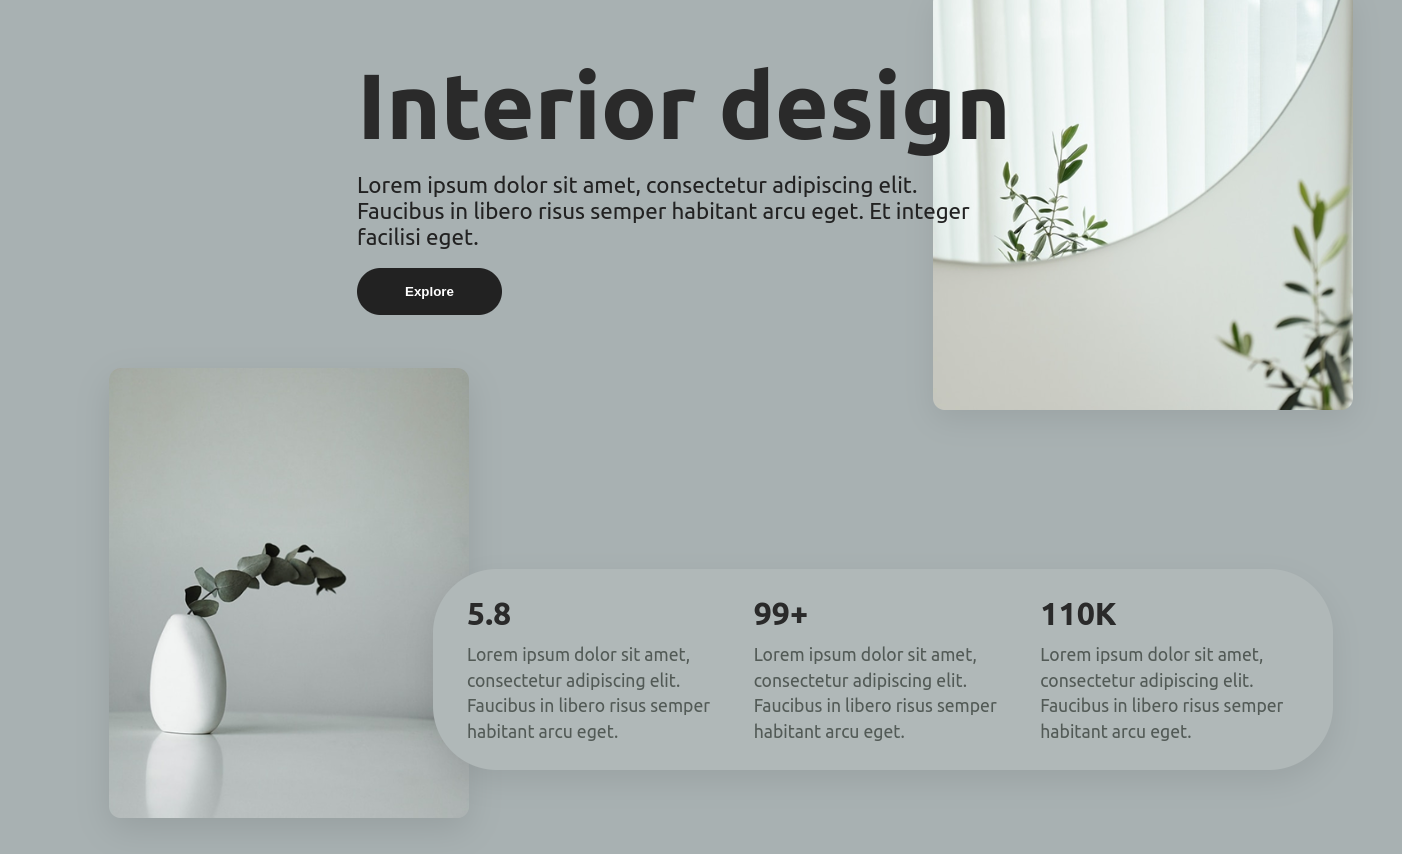 Interior design
Lorem ipsum dolor sit amet, consectetur adipiscing elit.
Faucibus in libero risus semper habitant arcu eget. Et integer
facilisi eget.
Explore
5.8
Lorem ipsum dolor sit amet,
consectetur adipiscing elit.
Faucibus in libero risus semper
habitant arcu eget.
99+
Lorem ipsum dolor sit amet,
consectetur adipiscing elit.
Faucibus in libero risus semper
habitant arcu eget.
110K
Lorem ipsum dolor sit amet,
consectetur adipiscing elit.
Faucibus in libero risus semper
habitant arcu eget.